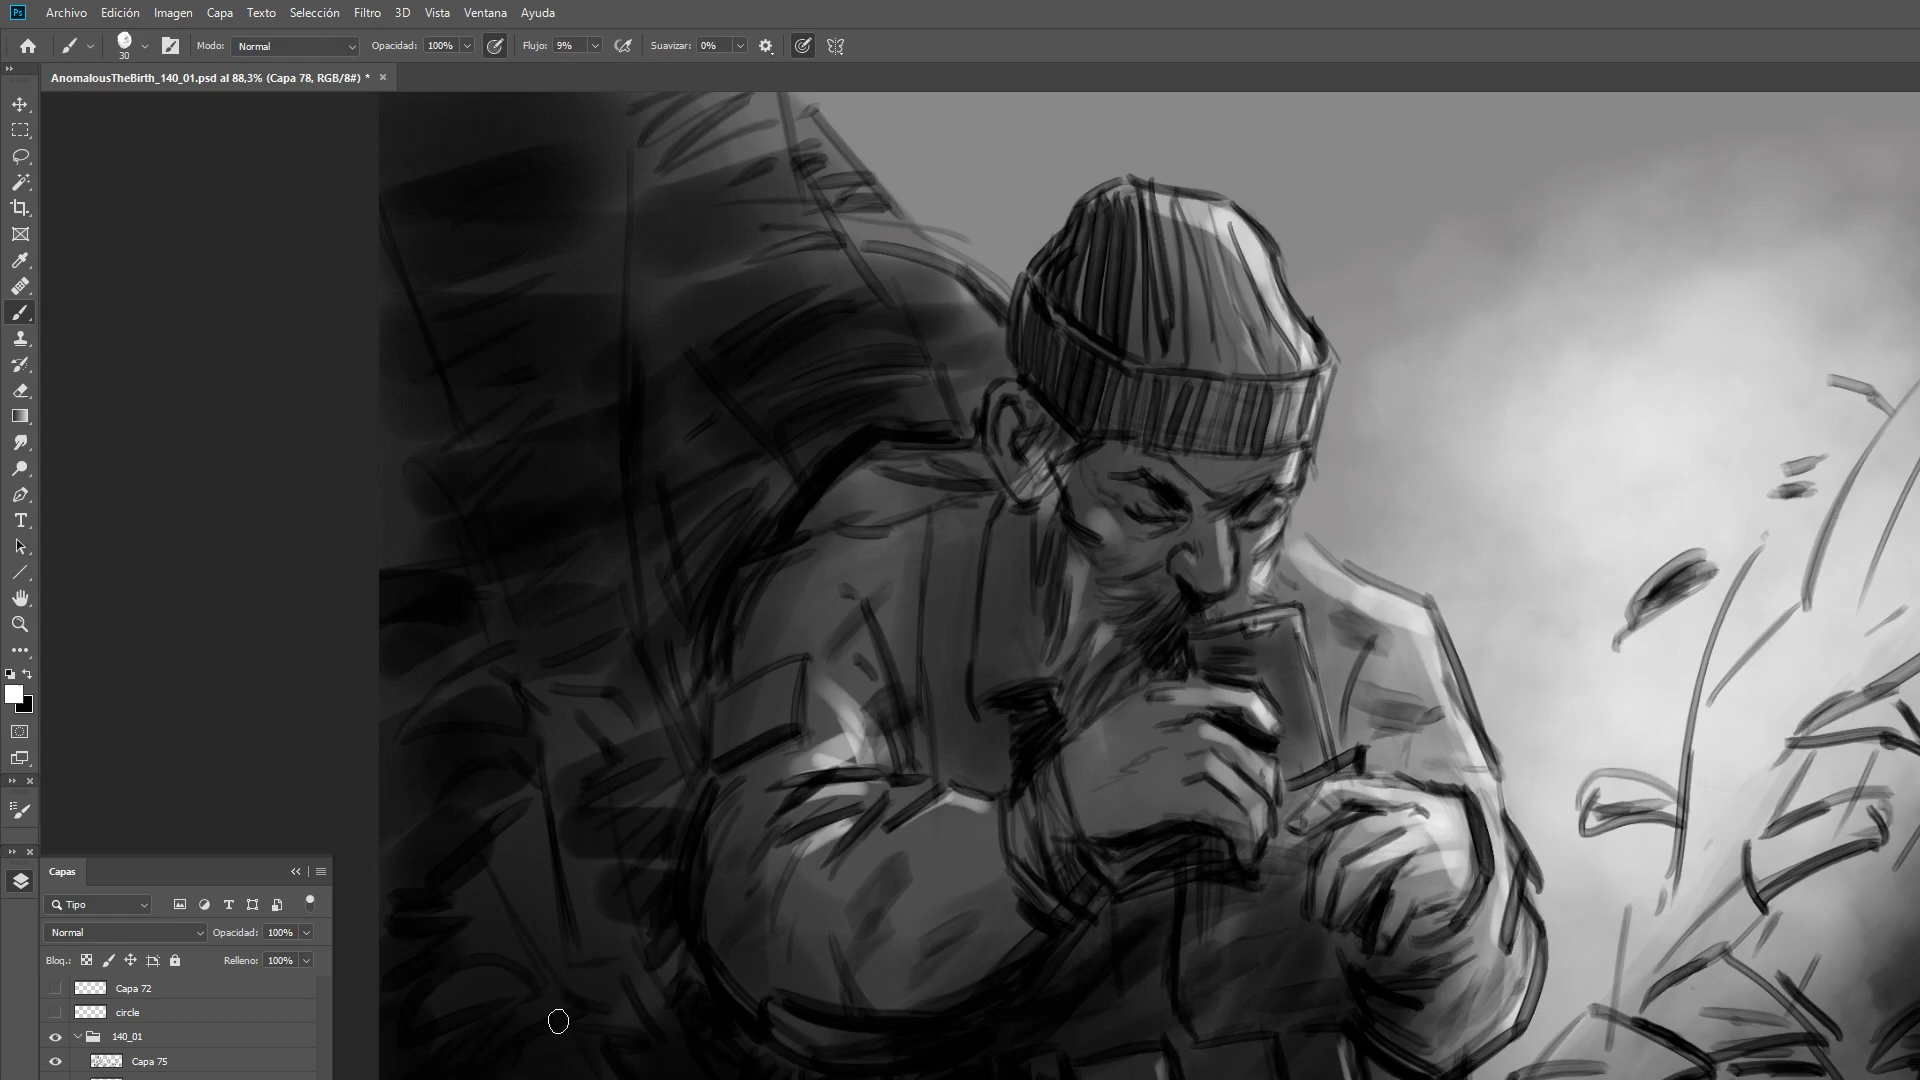 Ps Archivo Edición Imagen Capa Texto Selección Filtro 3D Vista Ventana Ayuda
30 Modo: Normal Opacidad: 100% Flujo: 9% Suavizar: 0%
AnomalousTheBirth_140_01.psd al 88,3% (Capa 78, RGB/8#) *
Capas
Tipo
Normal Opacidad: 100%
Bloq.: Relleno: 100%
Capa 72
circle
140_01
Capa 75